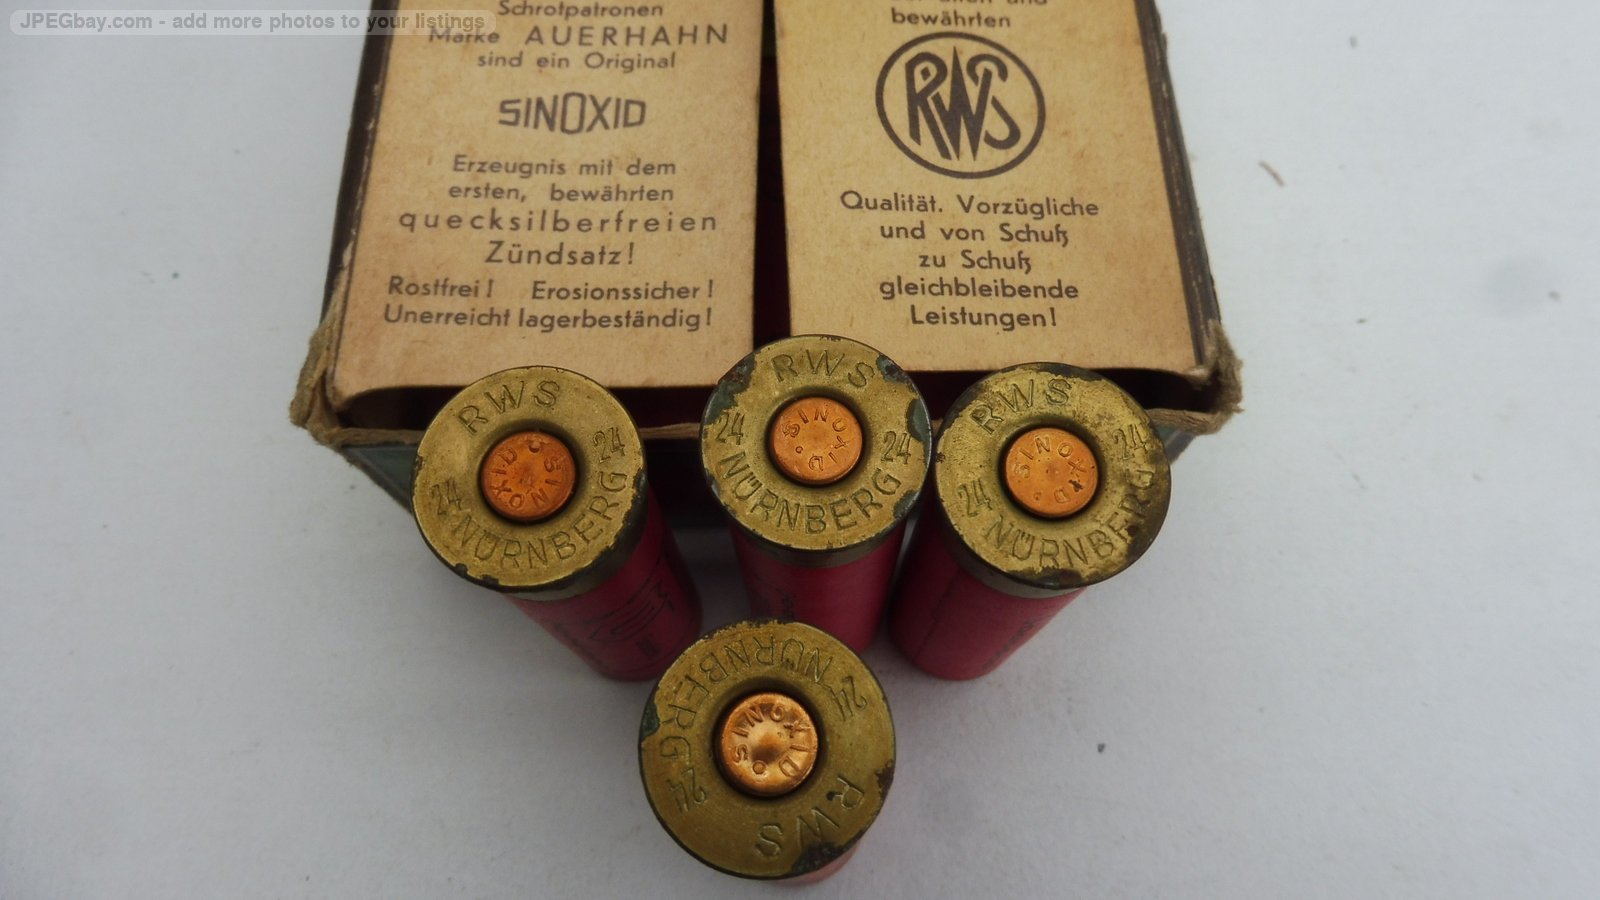 JPEGbay.com - add more photos to your listings
Schrotpatronen
Marke AUERHAHN
sind ein Original
SINOXID
Erzeugnis mit dem
ersten, bewährten
quecksilberfreien
Zündsatz!
Rostfrei! Erosionssicher!
Unerreicht lagerbeständig!
und
bewährten
RWS
Qualität. Vorzügliche
und von Schuß
zu Schuß
gleichbleibende
Leistungen!
RWS
24 24
NÜRNBERG
SINOXID
RWS
24 24
NÜRNBERG
SINOXID
RWS
24 24
NÜRNBERG
SINOXID
NÜRNBERG
24 24
RWS
SINOXID